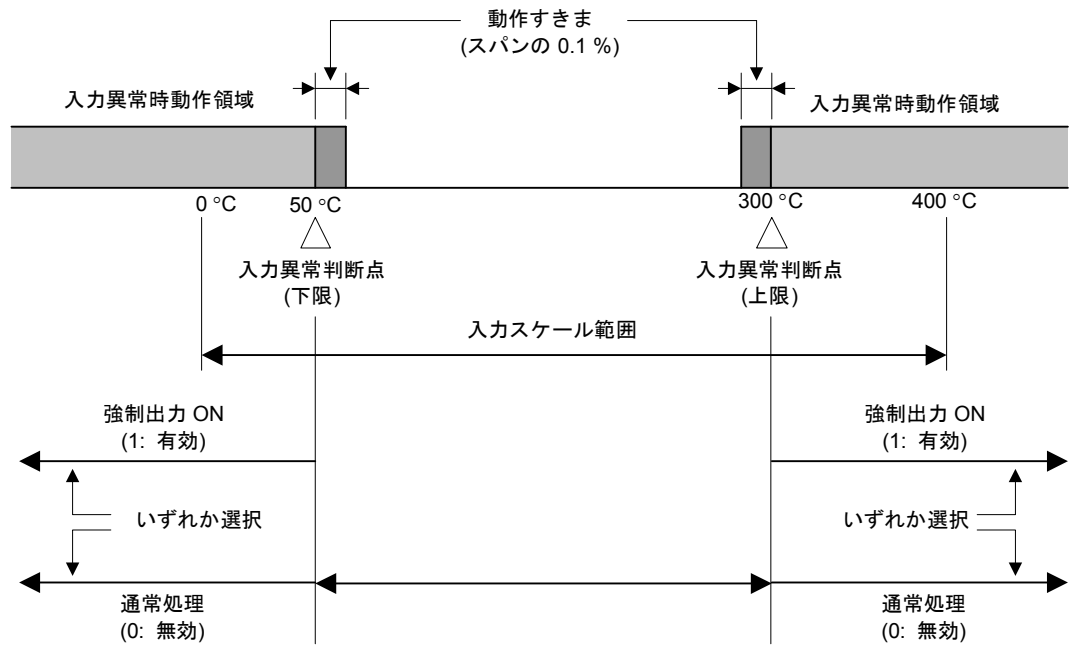 動作すきま
(スパンの 0.1 %)
入力異常時動作領域
入力異常時動作領域
0 °C
50 °C
300 °C
400 °C
入力異常判断点
(下限)
入力異常判断点
(上限)
入力スケール範囲
強制出力 ON
(1: 有効)
強制出力 ON
(1: 有効)
いずれか選択
いずれか選択
通常処理
(0: 無効)
通常処理
(0: 無効)